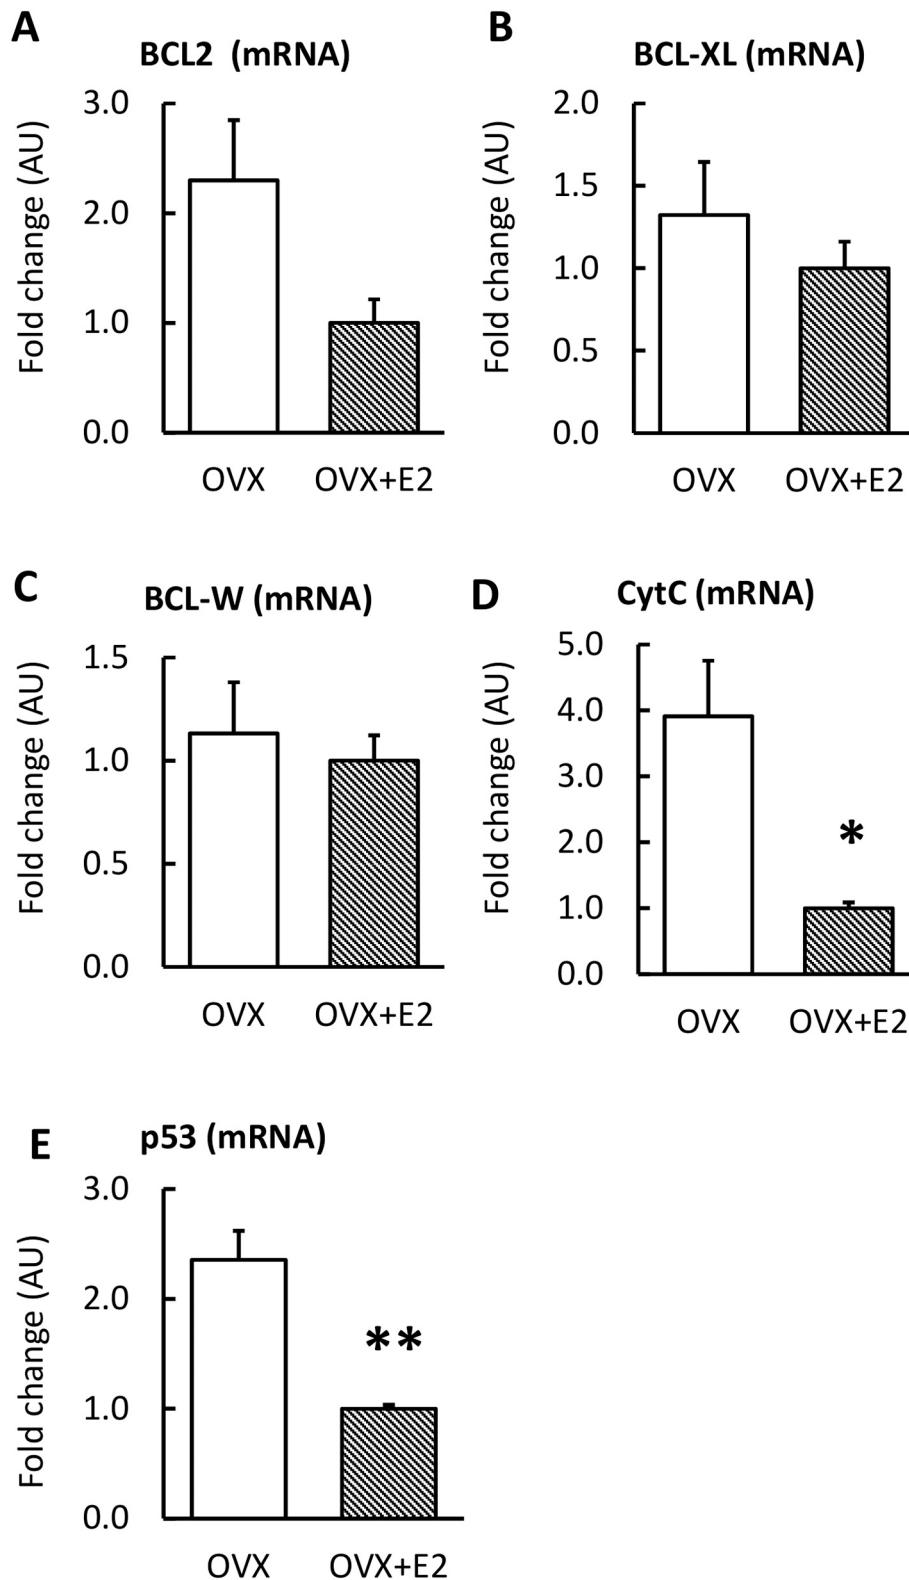 A
BCL2 (mRNA)
Fold change (AU)
3.0
2.0
1.0
0.0
OVX OVX+E2
B
BCL-XL (mRNA)
Fold change (AU)
2.0
1.5
1.0
0.5
0.0
OVX OVX+E2
C
BCL-W (mRNA)
Fold change (AU)
1.5
1.0
0.5
0.0
OVX OVX+E2
D
CytC (mRNA)
Fold change (AU)
5.0
4.0
3.0
2.0
1.0
0.0
*
OVX OVX+E2
E
p53 (mRNA)
Fold change (AU)
3.0
2.0
1.0
0.0
**
OVX OVX+E2